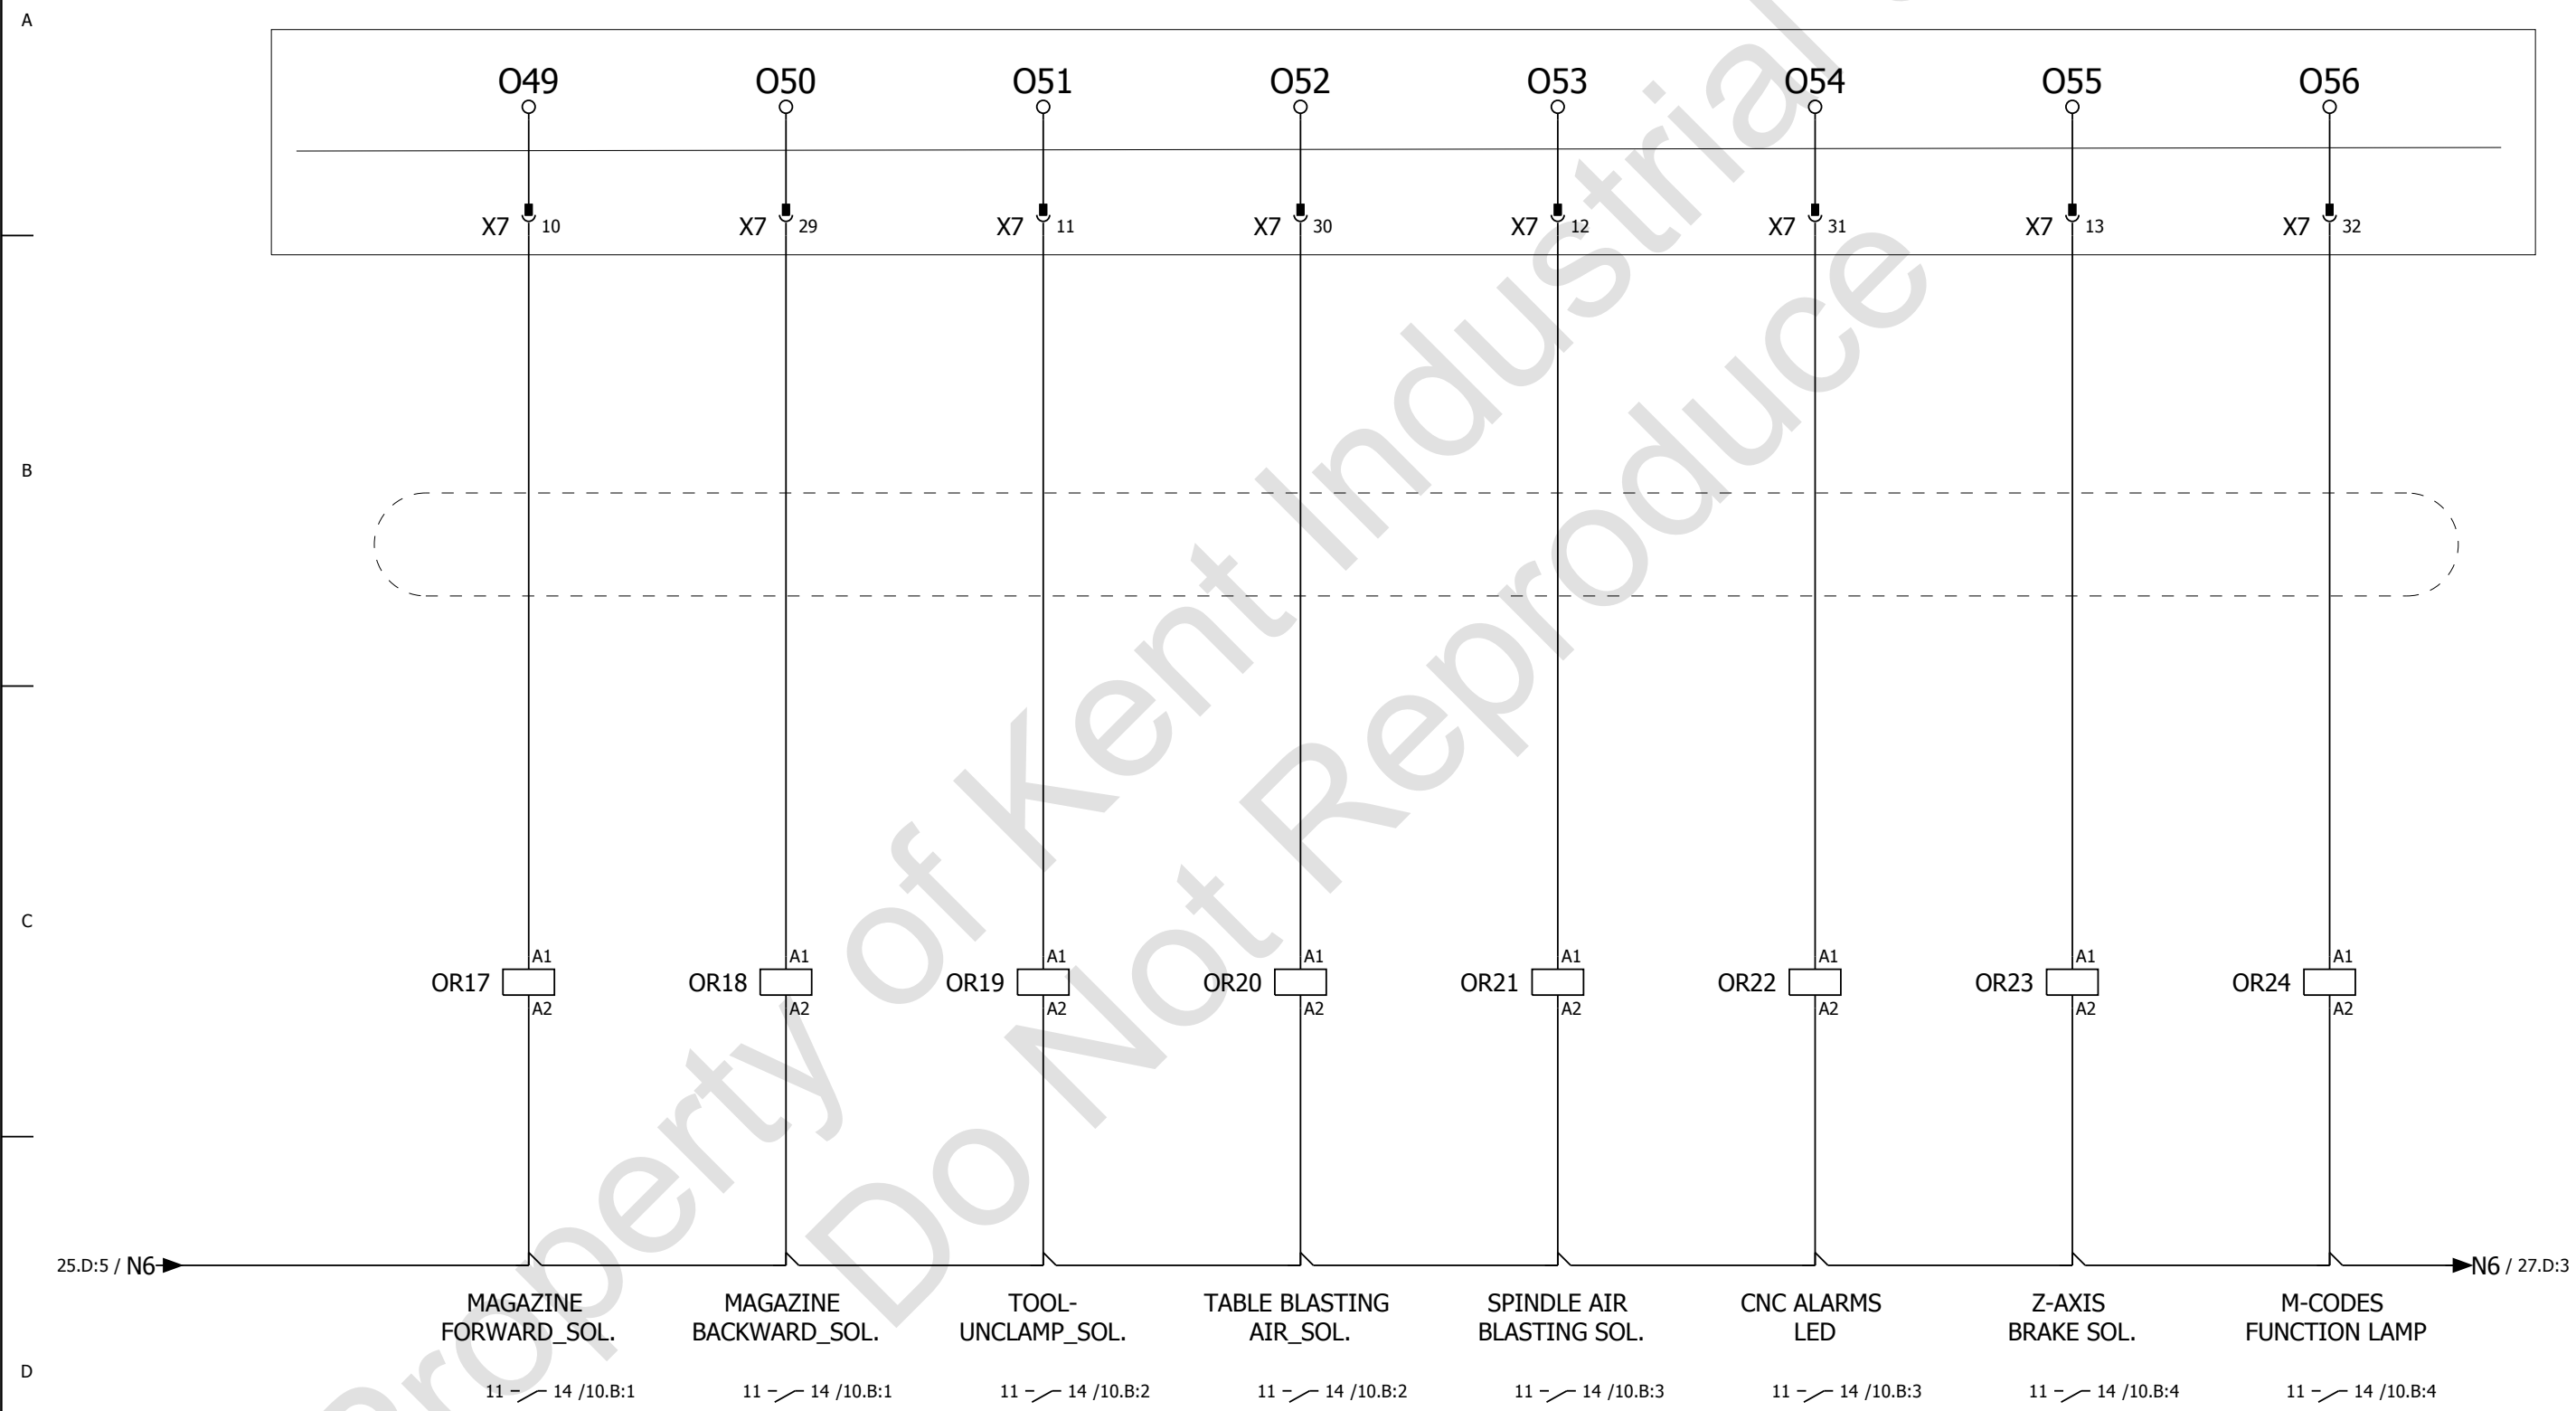 A
O49 O50 O51 O52 O53 O54 O55 O56
X7 10 X7 29 X7 11 X7 30 X7 12 X7 31 X7 13 X7 32
B
C
A1 A1 A1 A1 A1 A1 A1 A1
OR17 OR18 OR19 OR20 OR21 OR22 OR23 OR24
A2 A2 A2 A2 A2 A2 A2 A2
25.D:5 / N6 N6 / 27.D:3
MAGAZINE
FORWARD_SOL.
MAGAZINE
BACKWARD_SOL.
TOOL-
UNCLAMP_SOL.
TABLE BLASTING
AIR_SOL.
SPINDLE AIR
BLASTING SOL.
CNC ALARMS
LED
Z-AXIS
BRAKE SOL.
M-CODES
FUNCTION LAMP
D
11 14 /10.B:1 11 14 /10.B:1 11 14 /10.B:2 11 14 /10.B:2 11 14 /10.B:3 11 14 /10.B:3 11 14 /10.B:4 11 14 /10.B:4
Property of Kent Industrial
Do Not Reproduce